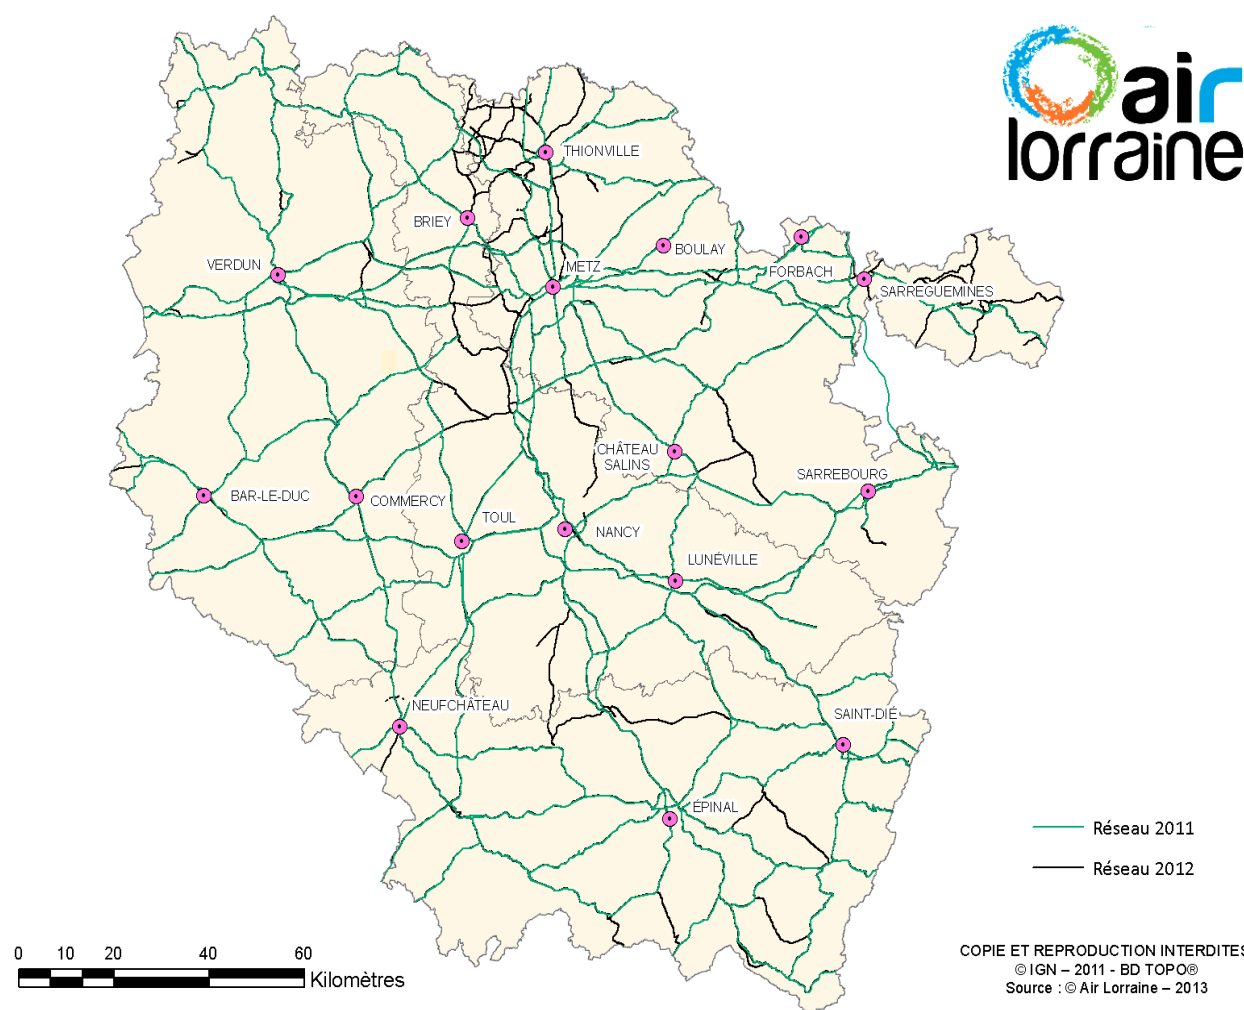 air
lorraine
THIONVILLE
BRIEY
BOULAY
VERDUN
METZ
FORBACH
SARREGUEMINES
CHÂTEAU
SALINS
SARREBOURG
BAR-LE-DUC
COMMERCY
TOUL
NANCY
LUNÉVILLE
NEUFCHÂTEAU
SAINT-DIÉ
ÉPINAL
Réseau 2011
Réseau 2012
0 10 20 40 60
Kilomètres
COPIE ET REPRODUCTION INTERDITES
© IGN – 2011 - BD TOPO®
Source : © Air Lorraine – 2013